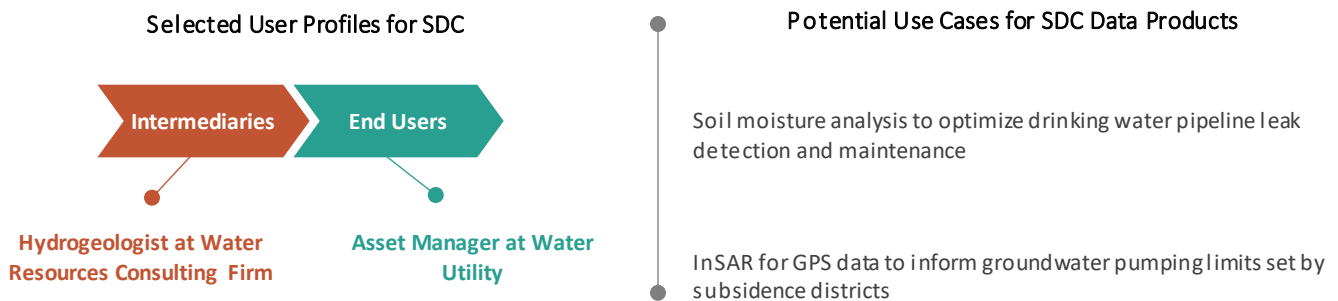 Selected User Profiles for SDC
Intermediaries
End Users
Hydrogeologist at Water
Resources Consulting Firm
Asset Manager at Water
Utility
Potential Use Cases for SDC Data Products
Soil moisture analysis to optimize drinking water pipeline leak
detection and maintenance
InSAR for GPS data to inform groundwater pumping limits set by
subsidence districts